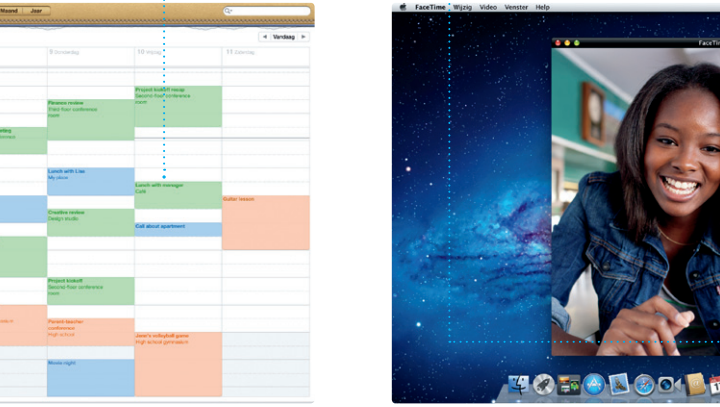 Maand Jaar
Vandaag
9 Donderdag
10 Vrijdag
11 Zaterdag
Project kickoff recap
Second floor conference
room
Finance review
Third floor conference
room
Lunch with Lisa
My place
Lunch with manager
Café
Guitar lesson
Creative review
Design studio
Call about apartment
Project kickoff
Second floor conference
room
Parent-teacher
conference
High school
Jenn's volleyball game
High school gymnasium
Movie night
FaceTime Wijzig Video Venster Help